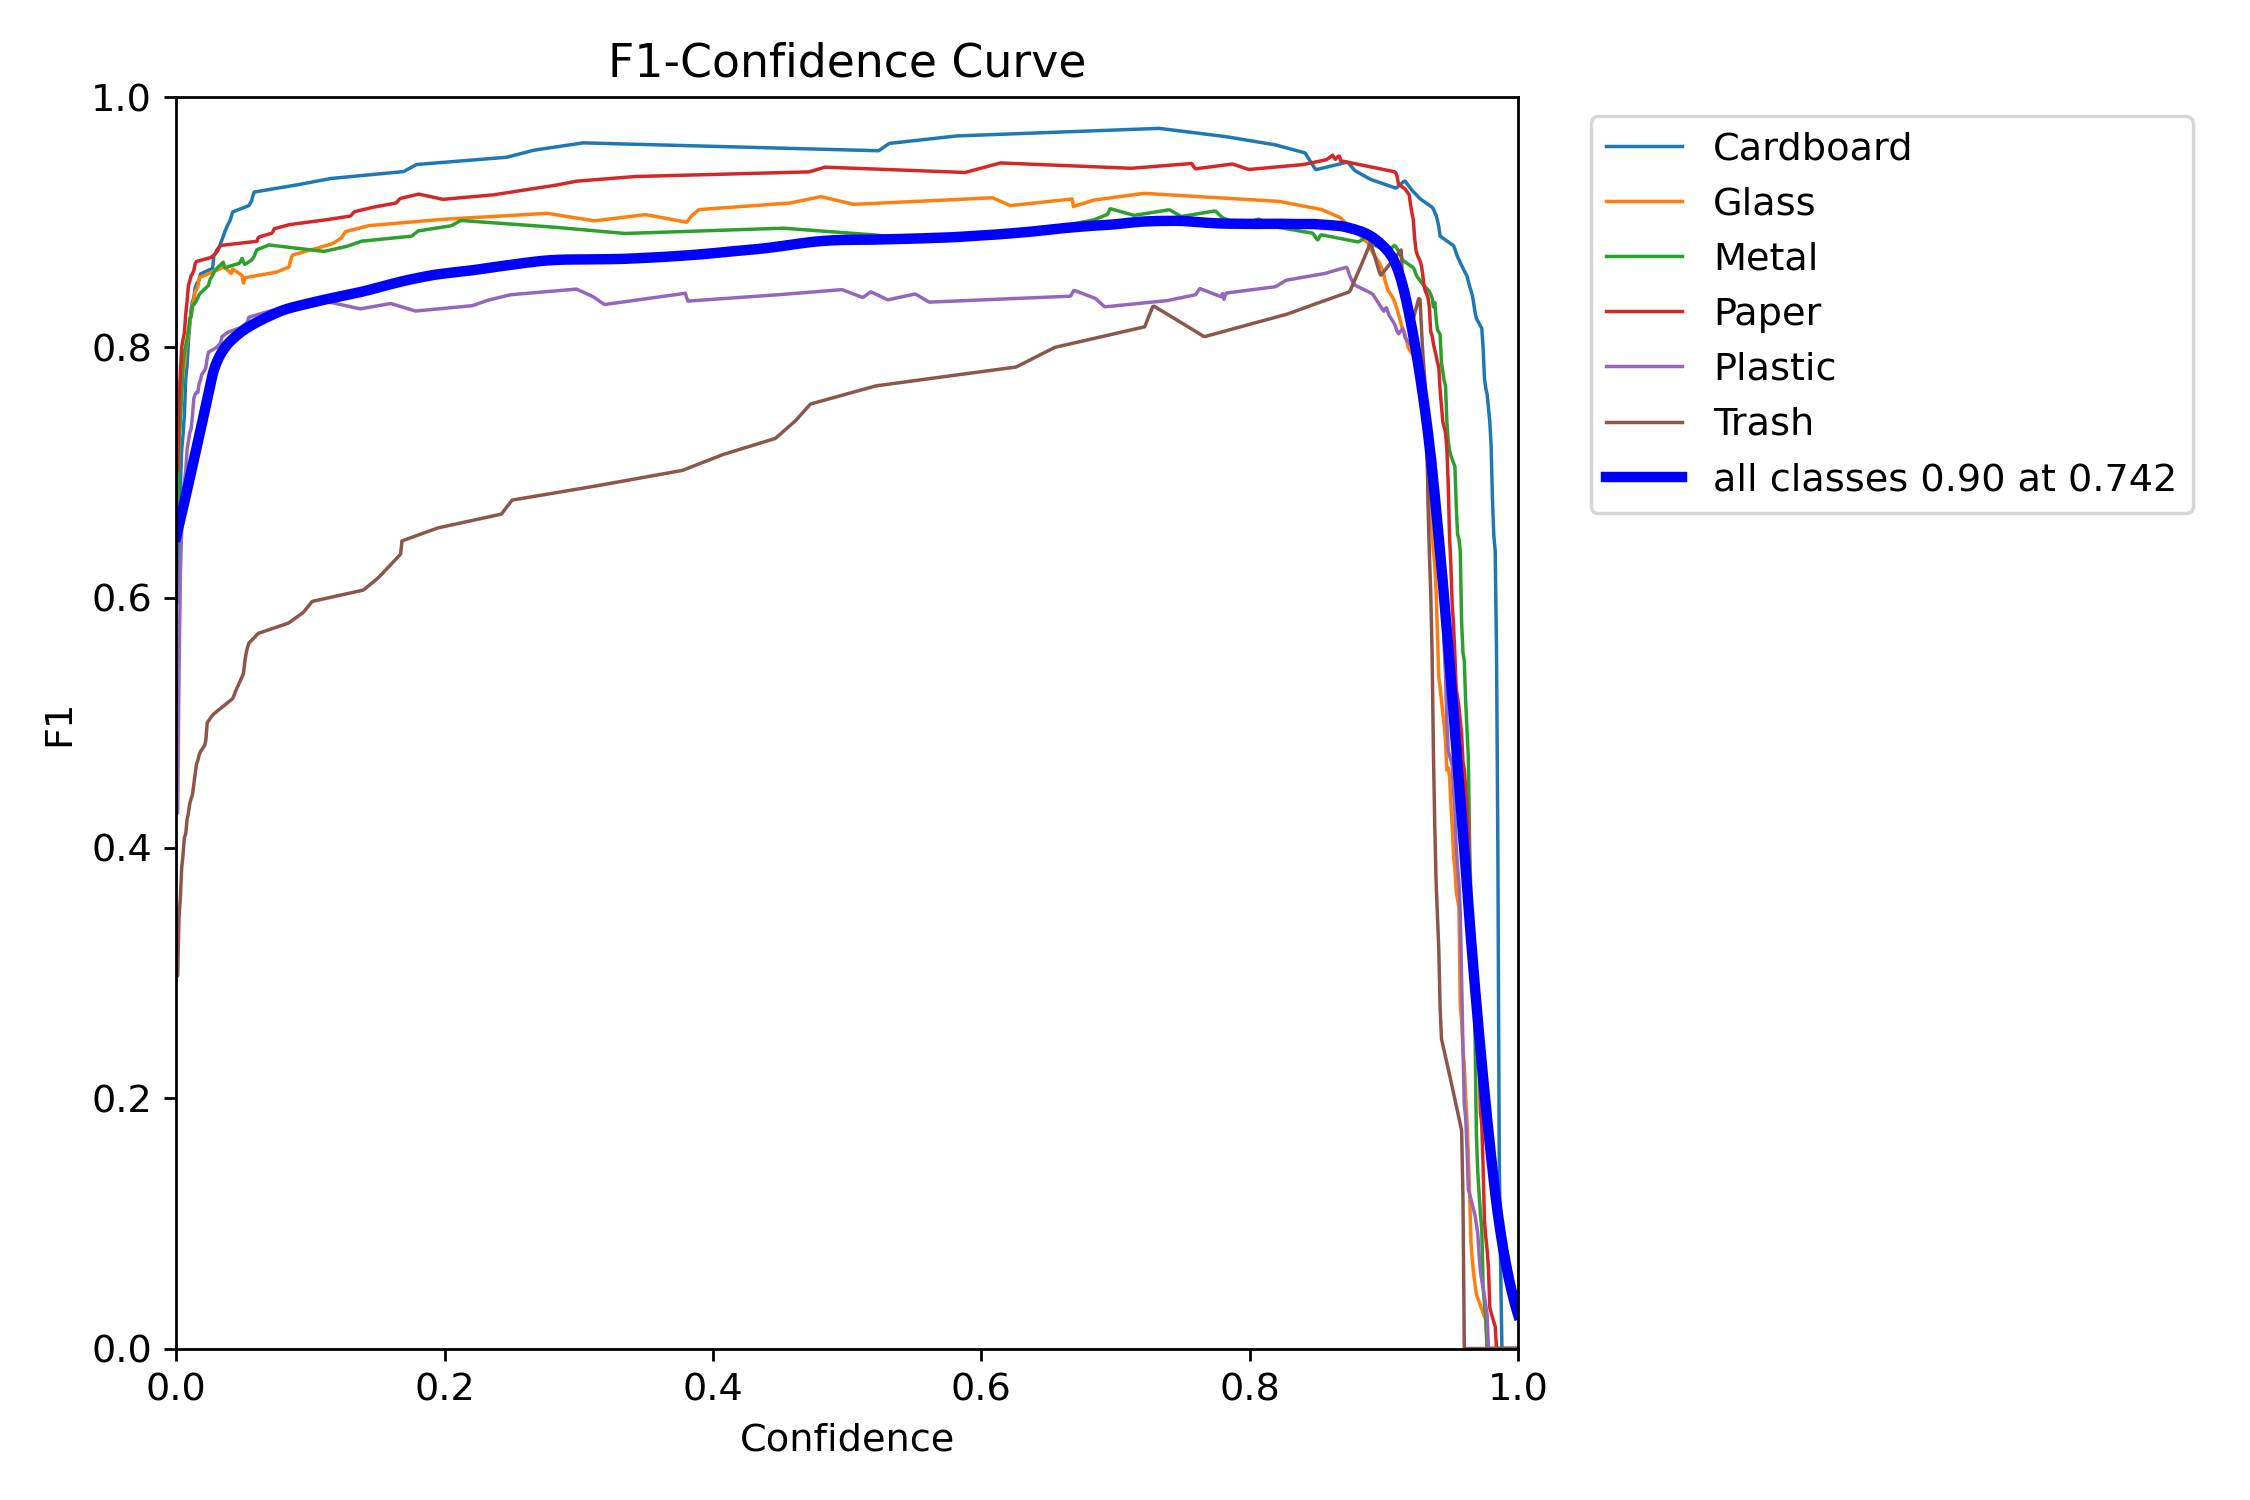 F1-Confidence Curve
1.0
0.8
0.6
0.4
0.2
0.0
F1
0.0 0.2 0.4 0.6 0.8 1.0
Confidence
Cardboard
Glass
Metal
Paper
Plastic
Trash
all classes 0.90 at 0.742